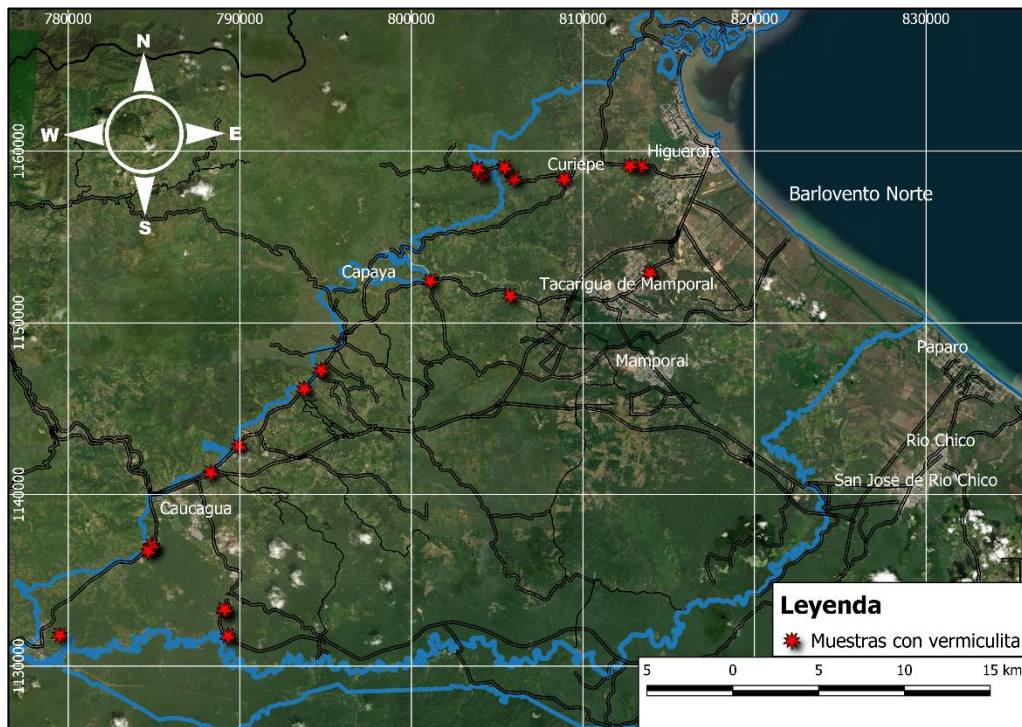 780000
790000
800000
810000
820000
830000
N
W
E
S
1160000
1150000
1140000
1130000
Curiepe
Higuerote
Barlovento Norte
Capaya
Tacarigua de Mamporal
Mamporal
Paparo
Rio Chico
San José de Rio Chico
Caucagua
Leyenda
Muestras con vermiculita
5 0 5 10 15 km